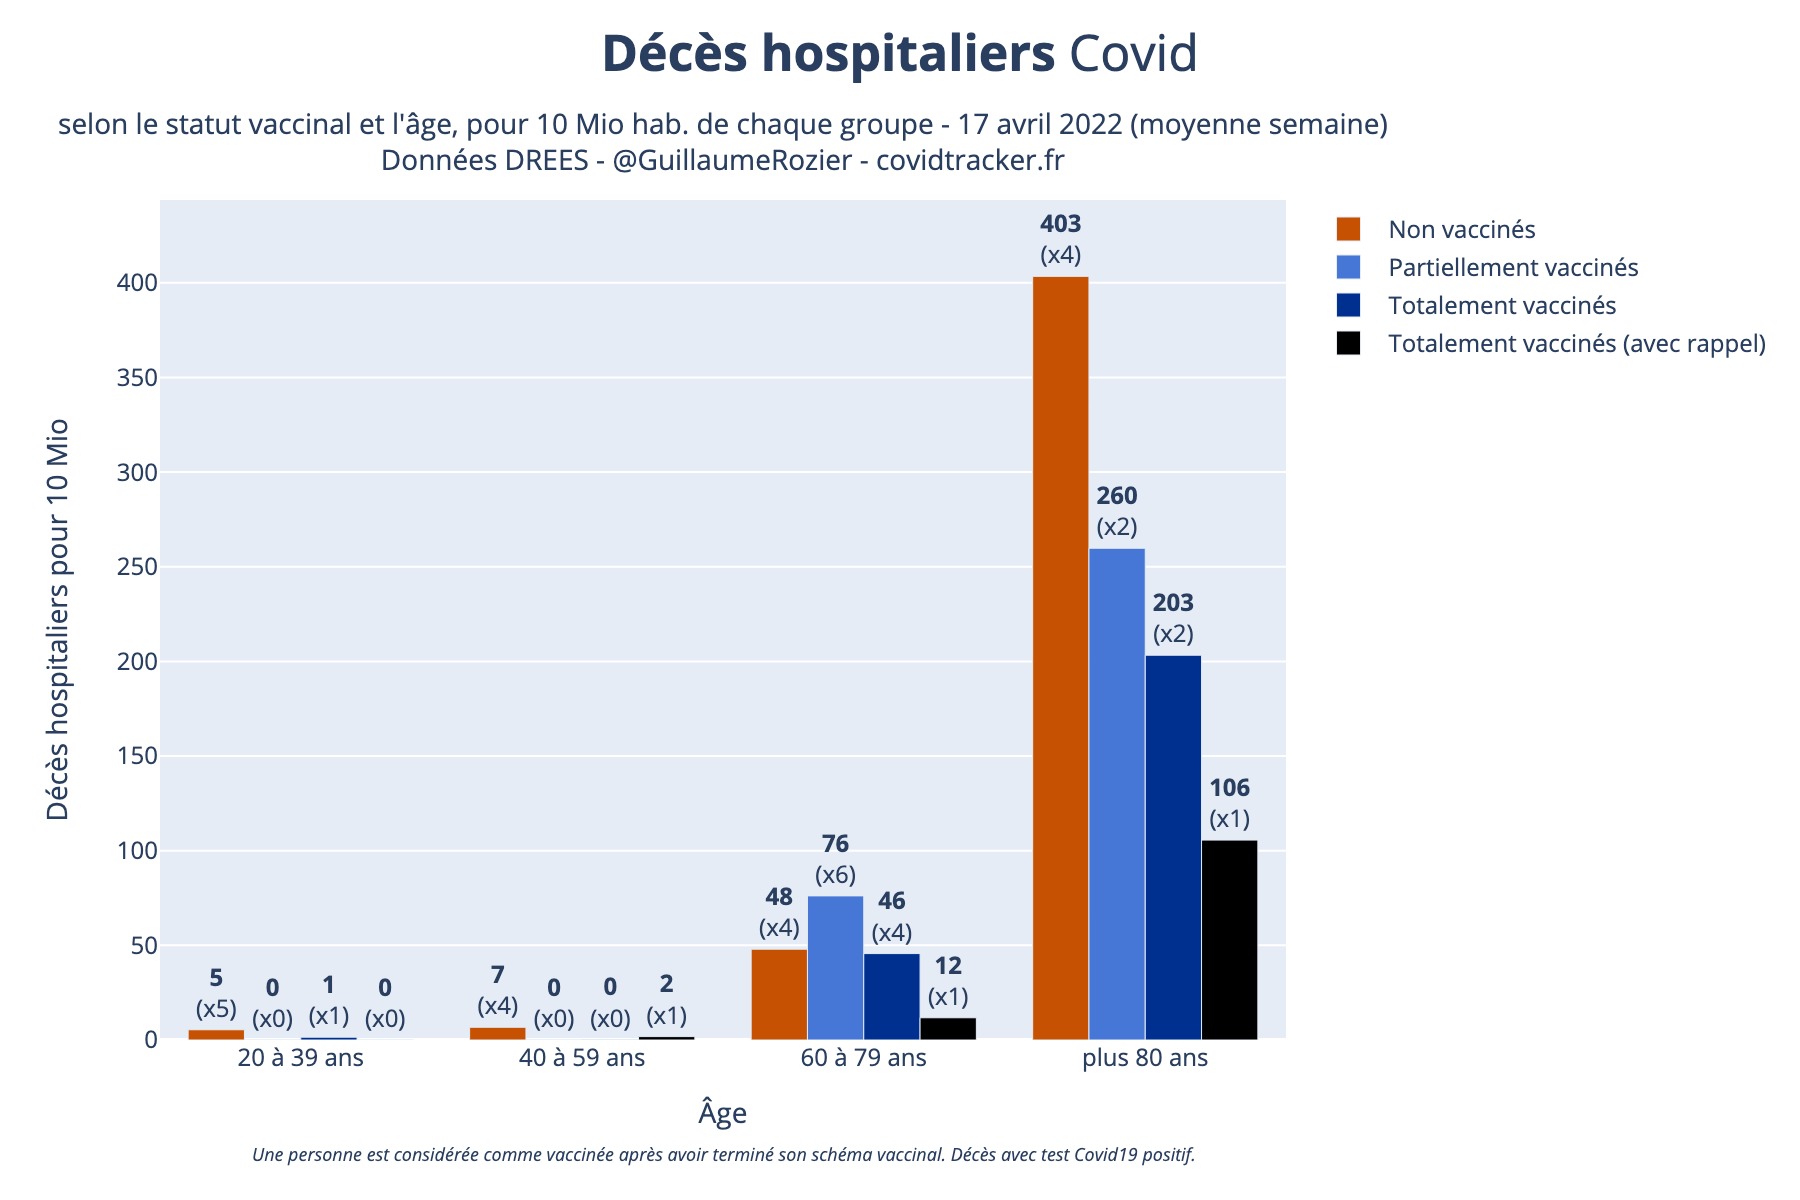 Décès hospitaliers Covid
selon le statut vaccinal et l'âge, pour 10 Mio hab. de chaque groupe - 17 avril 2022 (moyenne semaine)
Données DREES - @GuillaumeRozier - covidtracker.fr
Non vaccinés
Partiellement vaccinés
Totalement vaccinés
Totalement vaccinés (avec rappel)
Décès hospitaliers pour 10 Mio
400
350
300
250
200
150
100
50
0
5
(x5)
0
(x0)
1
(x1)
0
(x0)
7
(x4)
0
(x0)
0
(x0)
2
(x1)
48
(x4)
76
(x6)
46
(x4)
12
(x1)
403
(x4)
260
(x2)
203
(x2)
106
(x1)
20 à 39 ans
40 à 59 ans
60 à 79 ans
plus 80 ans
Âge
Une personne est considérée comme vaccinée après avoir terminé son schéma vaccinal. Décès avec test Covid19 positif.